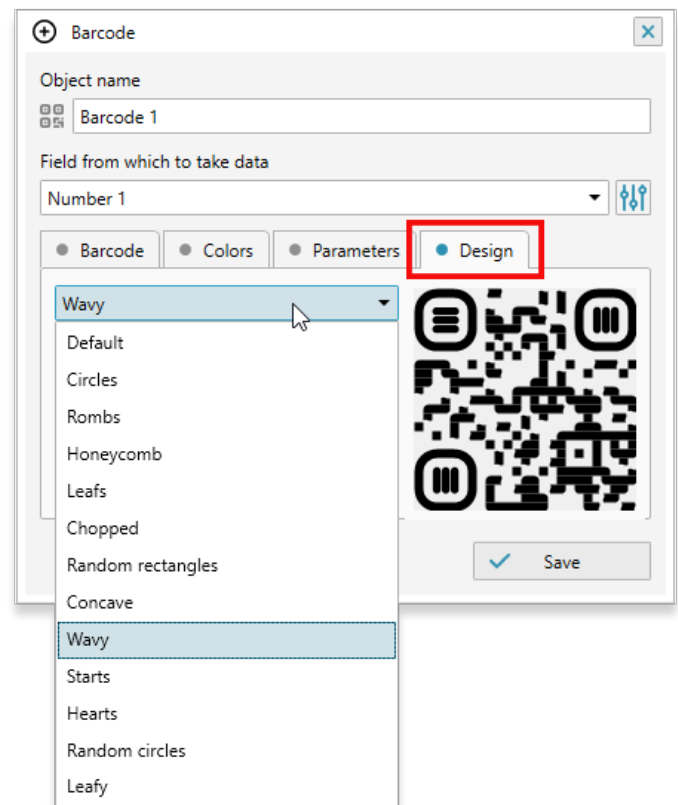 Barcode
Object name
Barcode 1
Field from which to take data
Number 1
Barcode Colors Parameters Design
Wavy
Default
Circles
Rombs
Honeycomb
Leafs
Chopped
Random rectangles
Save
Concave
Wavy
Starts
Hearts
Random circles
Leafy